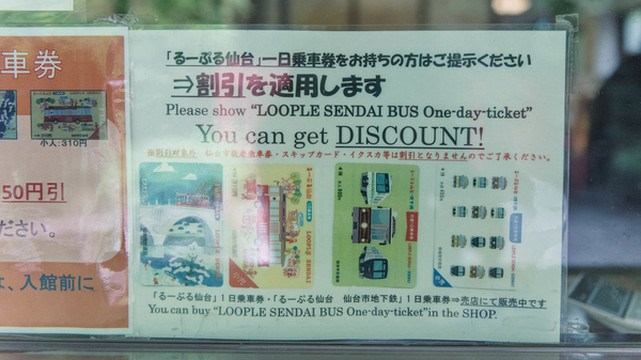 車券
小人:310円
50円引
ださい。
、入館前に
「るーぷる仙台」一日乗車券をお持ちの方はご提示ください
⇒割引を適用します
Please show “LOOPLE SENDAI BUS One-day-ticket”
You can get DISCOUNT!
※割引対象外 仙台市敬老乗車券・スキップカード・イクスカ等は割引となりませんのでご了承ください。
LOOPLE SENDAI
「るーぷる仙台」1日乗車券・「るーぷる仙台 仙台市地下鉄」1日乗車券⇒売店にて販売中です
You can buy “LOOPLE SENDAI BUS One-day-ticket”in the SHOP.